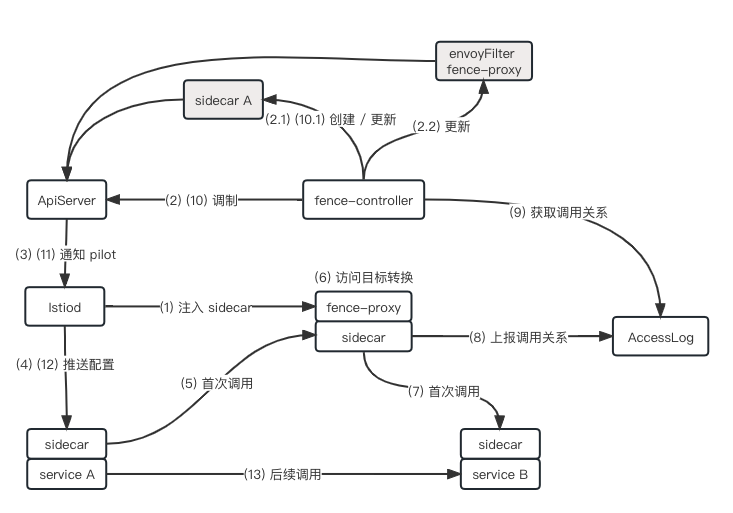 envoyFilter
fence-proxy
sidecar A
(2.1) (10.1) 创建 / 更新
(2.2) 更新
ApiServer
(2) (10) 调制
fence-controller
(9) 获取调用关系
(3) (11) 通知 pilot
(6) 访问目标转换
Istiod
(1) 注入 sidecar
fence-proxy
sidecar
(8) 上报调用关系
AccessLog
(4) (12) 推送配置
(5) 首次调用
(7) 首次调用
sidecar
sidecar
service A
(13) 后续调用
service B